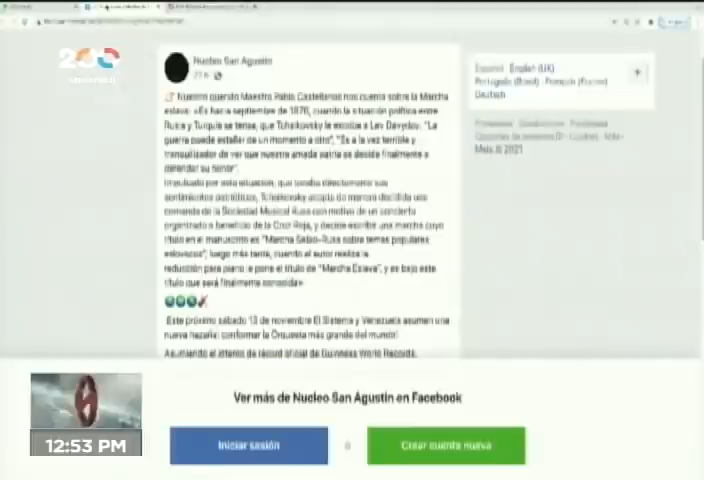 200
Nucleo San Agustin
Nuestro querido Maestro Pablo Castellanos nos cuenta sobre la Marcha
eslava: «Es hacia septiembre de 1876, cuando la situación política entre
Rusia y Turquía se tensa, que Tchaikovsky le escribe a Lev Davydov: "La
guerra puede estallar de un momento a otro", "Es a la vez terrible y
tranquilizador de ver que nuestra amada patria se decide finalmente a
defender su honor".
Impulsado por esta situación, que tocaba directamente sus
sentimientos patrióticos, Tchaikovsky acepta de manera decidida una
comanda de la Sociedad Musical Rusa con motivo de un concierto
organizado a beneficio de la Cruz Roja, y decide escribir una marcha cuyo
título en el manuscrito es "Marcha Serbio-Rusa sobre temas populares
eslavos", luego más tarde, cuando el autor realiza la
reducción para piano le pone el título de "Marcha Eslava", y es bajo este
título que será finalmente conocida»
Este próximo sábado 13 de noviembre El Sistema y Venezuela asumen una
nueva hazaña: conformar la Orquesta más grande del mundo!
Asumiendo el intento de récord oficial de Guinness World Records,
Español English (UK)
Português (Brasil) · Français (France)
Deutsch
Meta © 2021
Ver más de Nucleo San Agustin en Facebook
Iniciar sesión
o
Crear cuenta nueva
12:53 PM